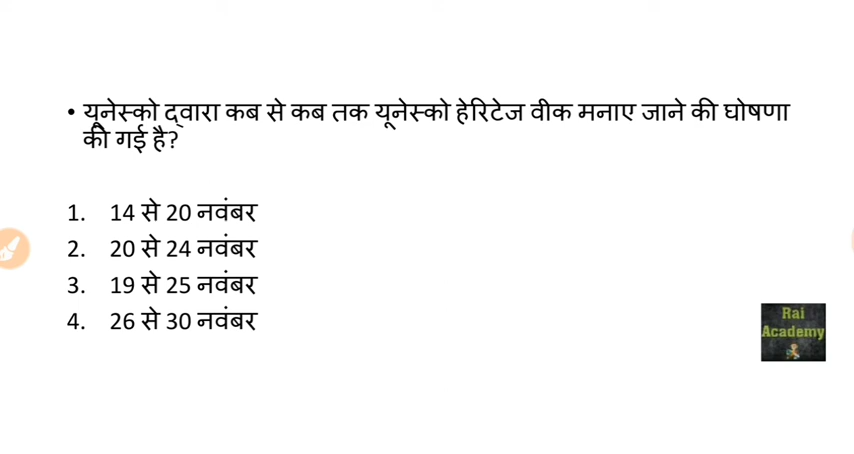 • यूनेस्को द्वारा कब से कब तक यूनेस्को हेरिटेज वीक मनाए जाने की घोषणा
की गई है?
1. 14 से 20 नवंबर
2. 20 से 24 नवंबर
3. 19 से 25 नवंबर
4. 26 से 30 नवंबर
Rai
Academy